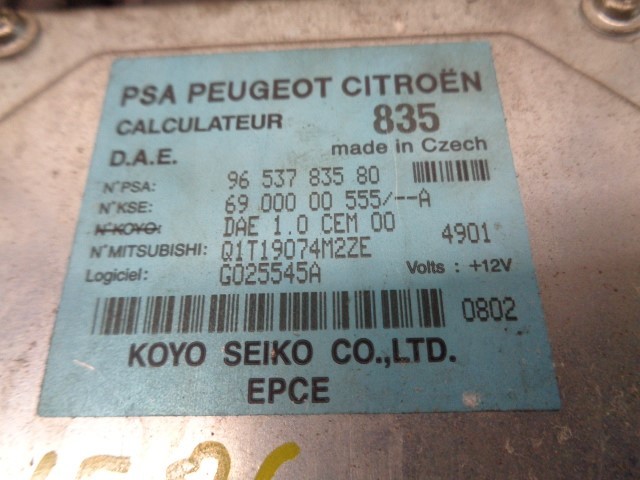 PSA PEUGEOT CITROËN
CALCULATEUR 835
D.A.E. made in Czech
N°PSA: 96 537 835 80
N°KSE: 69 000 00 555/--A
N°KOYO: DAE 1.0 CEM 00 4901
N°MITSUBISHI: Q1T19074M2ZE
Logiciel: G025545A Volts : +12V
0802
KOYO SEIKO CO.,LTD.
EPCE